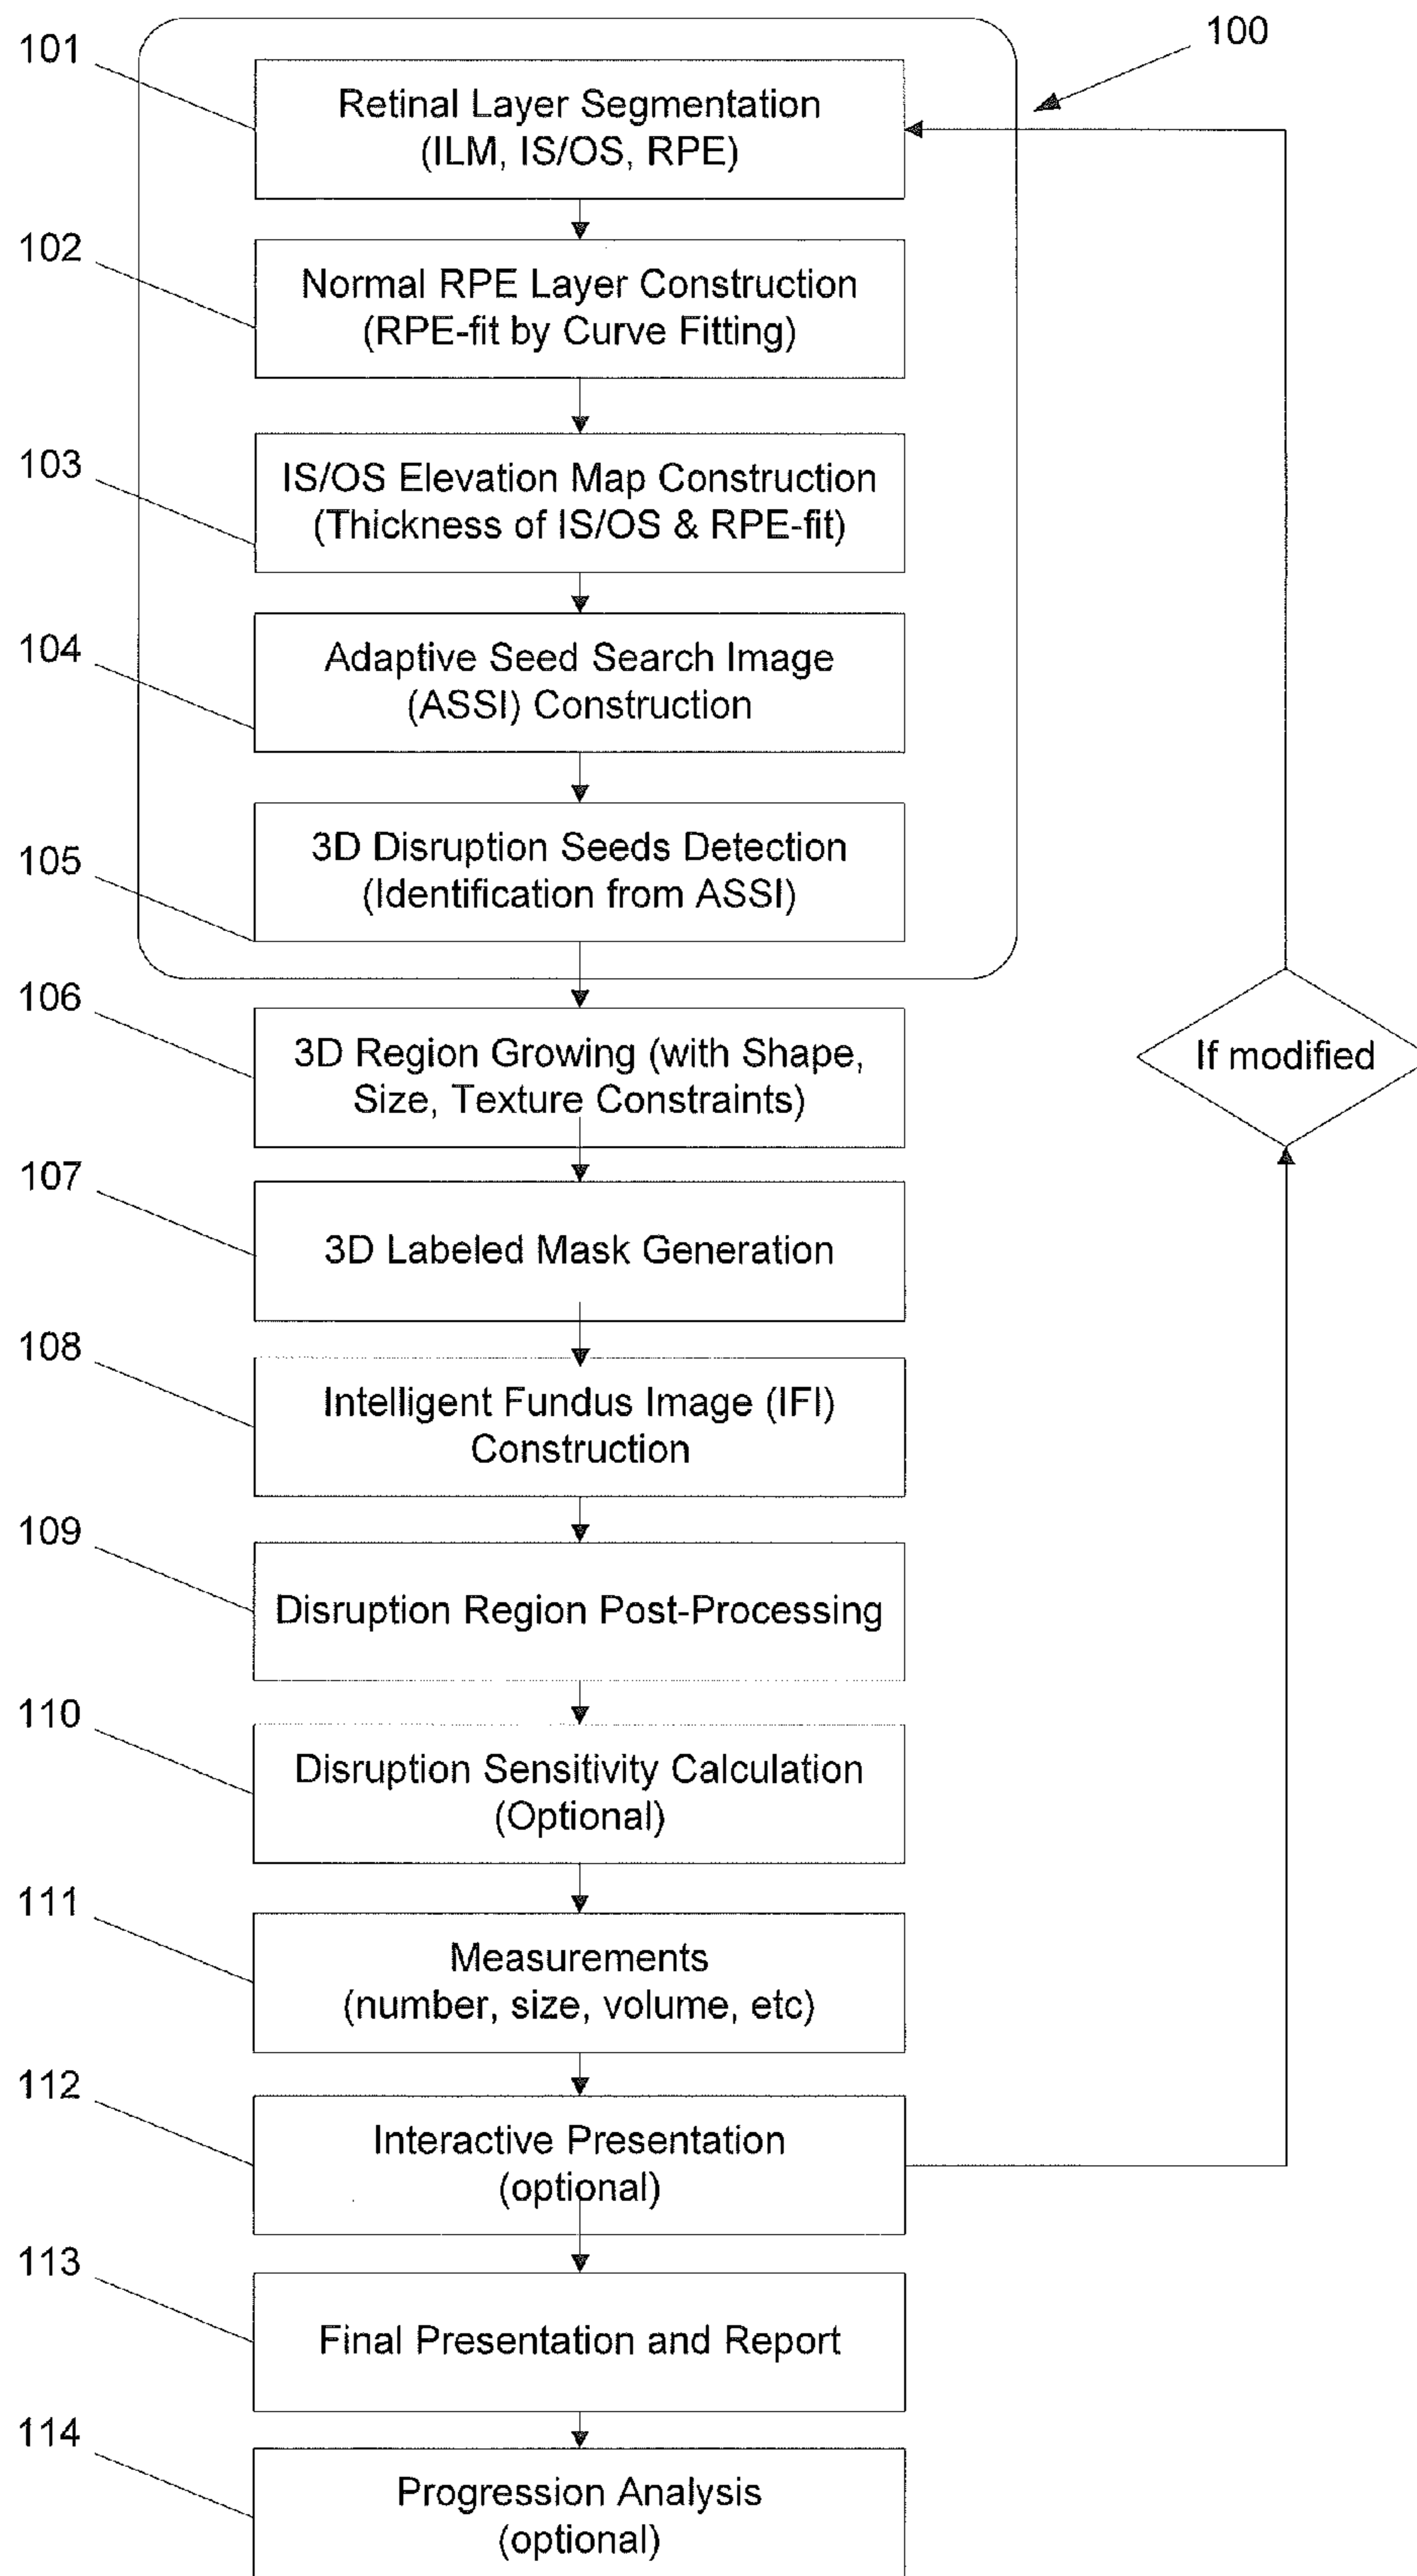 100
101
Retinal Layer Segmentation
(ILM, IS/OS, RPE)
102
Normal RPE Layer Construction
(RPE-fit by Curve Fitting)
103
IS/OS Elevation Map Construction
(Thickness of IS/OS & RPE-fit)
104
Adaptive Seed Search Image
(ASSI) Construction
105
3D Disruption Seeds Detection
(Identification from ASSI)
106
3D Region Growing (with Shape,
Size, Texture Constraints)
If modified
107
3D Labeled Mask Generation
108
Intelligent Fundus Image (IFI)
Construction
109
Disruption Region Post-Processing
110
Disruption Sensitivity Calculation
(Optional)
111
Measurements
(number, size, volume, etc)
112
Interactive Presentation
(optional)
113
Final Presentation and Report
114
Progression Analysis
(optional)